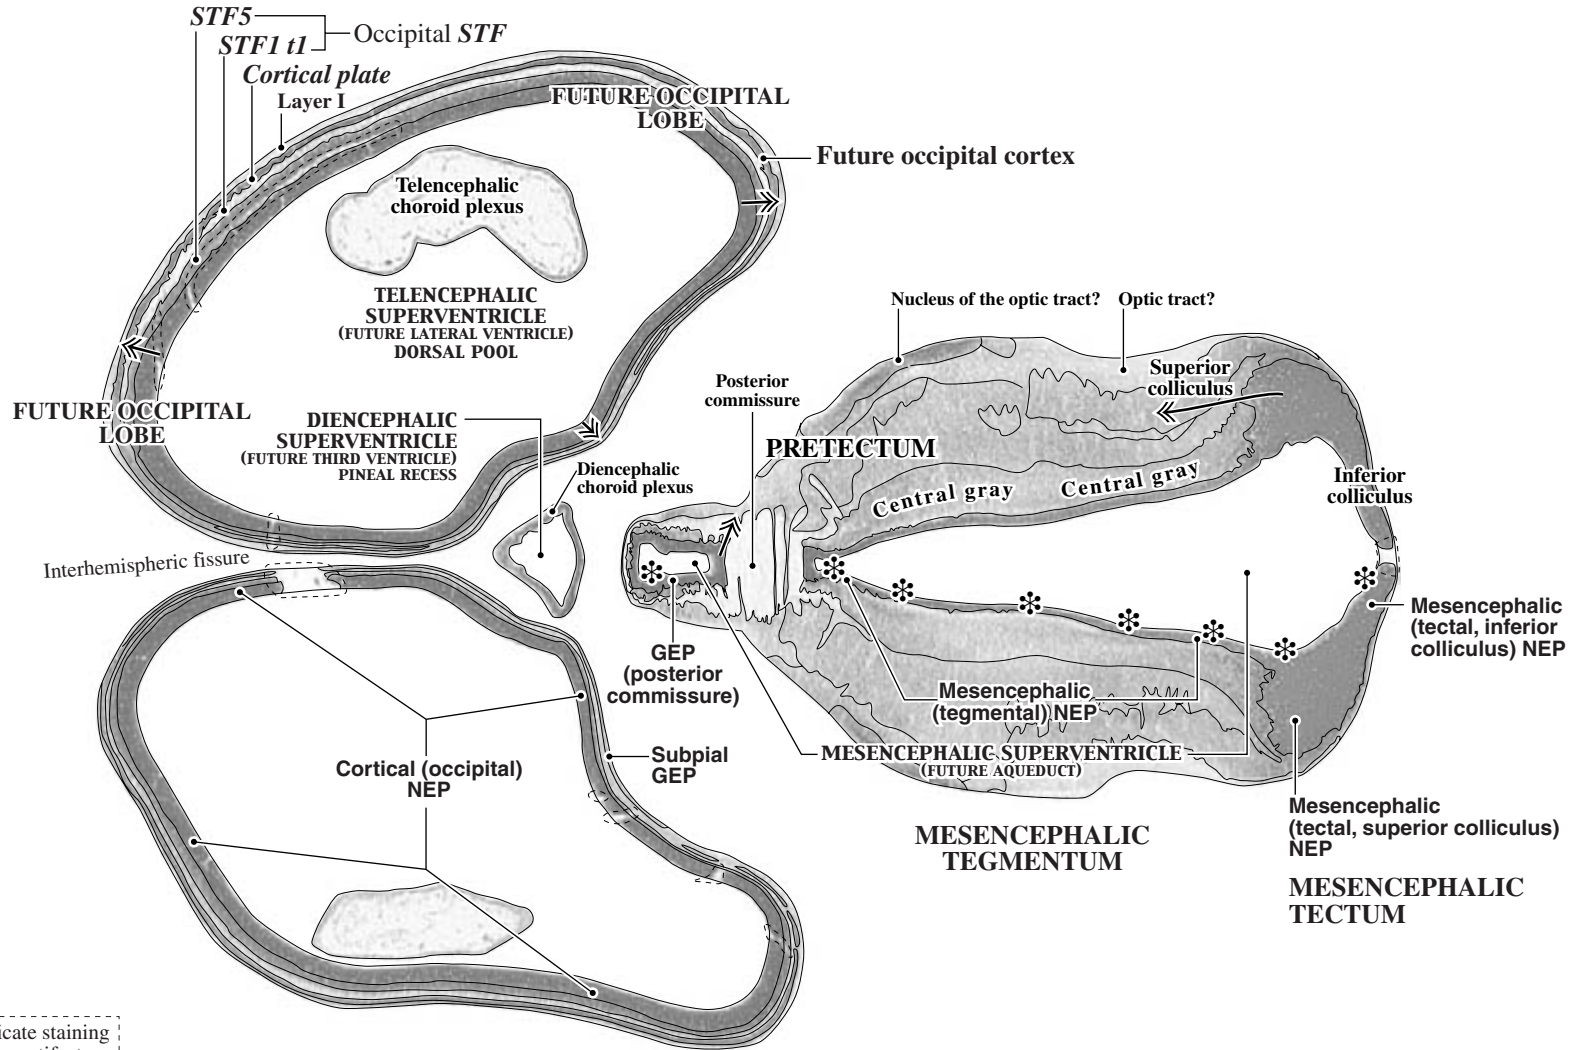 STF5
STF1 t1
Occipital STF
Cortical plate
Layer I
FUTURE OCCIPITAL
LOBE
Future occipital cortex
Telencephalic
choroid plexus
TELENCEPHALIC
SUPERVENTRICLE
(FUTURE LATERAL VENTRICLE)
DORSAL POOL
Nucleus of the optic tract?
Optic tract?
Superior
colliculus
Posterior
commissure
FUTURE OCCIPITAL
LOBE
DIENCEPHALIC
SUPERVENTRICLE
(FUTURE THIRD VENTRICLE)
PINEAL RECESS
PRETECTUM
Diencephalic
choroid plexus
Central gray
Central gray
Inferior
colliculus
Interhemispheric fissure
GEP
(posterior
commissure)
Mesencephalic
(tegmental) NEP
Mesencephalic
(tectal, inferior
colliculus) NEP
MESENCEPHALIC SUPERVENTRICLE
(FUTURE AQUEDUCT)
Cortical (occipital)
NEP
Subpial
GEP
Mesencephalic
(tectal, superior colliculus)
NEP
MESENCEPHALIC
TEGMENTUM
MESENCEPHALIC
TECTUM
icate staining